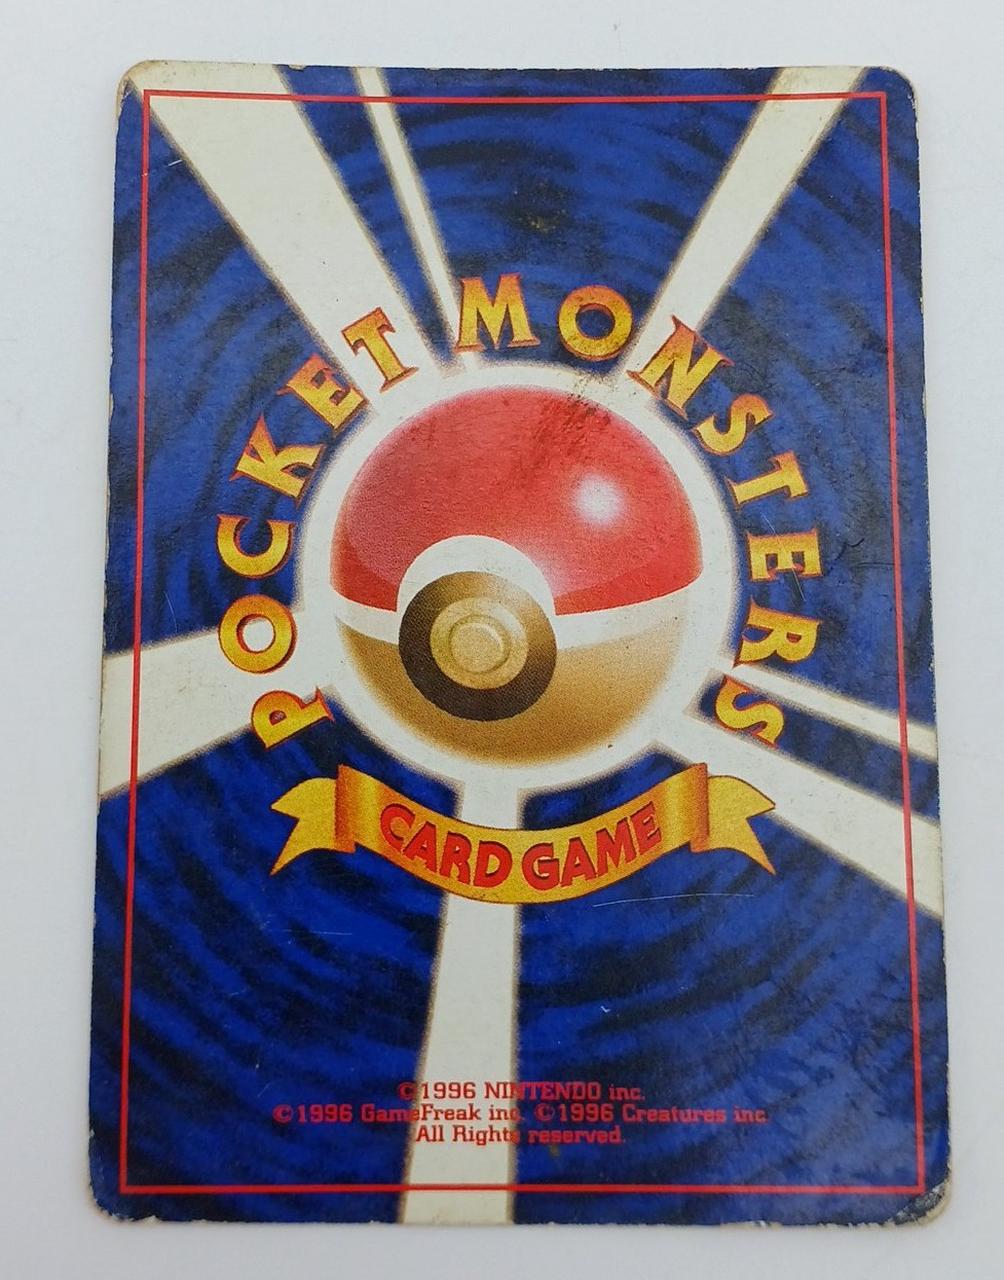 POCKET MONSTERS
CARD GAME
©1996 NINTENDO inc.
©1996 GameFreak inc. ©1996 Creatures inc.
All Rights reserved.